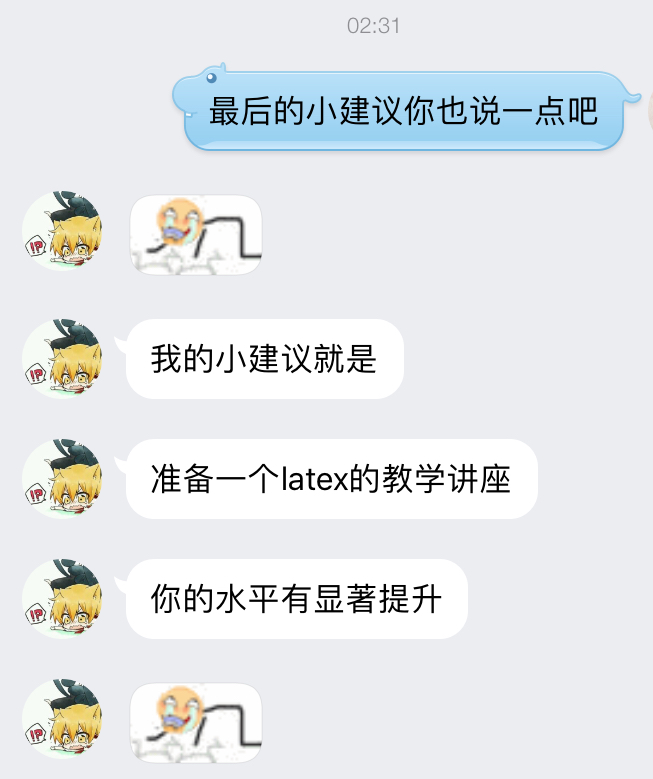 02:31
最后的小建议你也说一点吧
!?
我的小建议就是
!?
准备一个latex的教学讲座
!?
你的水平有显著提升
!?
!?